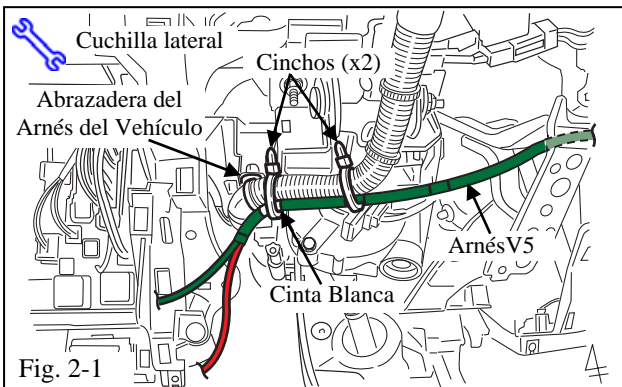 Cuchilla lateral
Cinchos (x2)
Abrazadera del
Arnés del Vehículo
ArnésV5
Cinta Blanca
Fig. 2-1